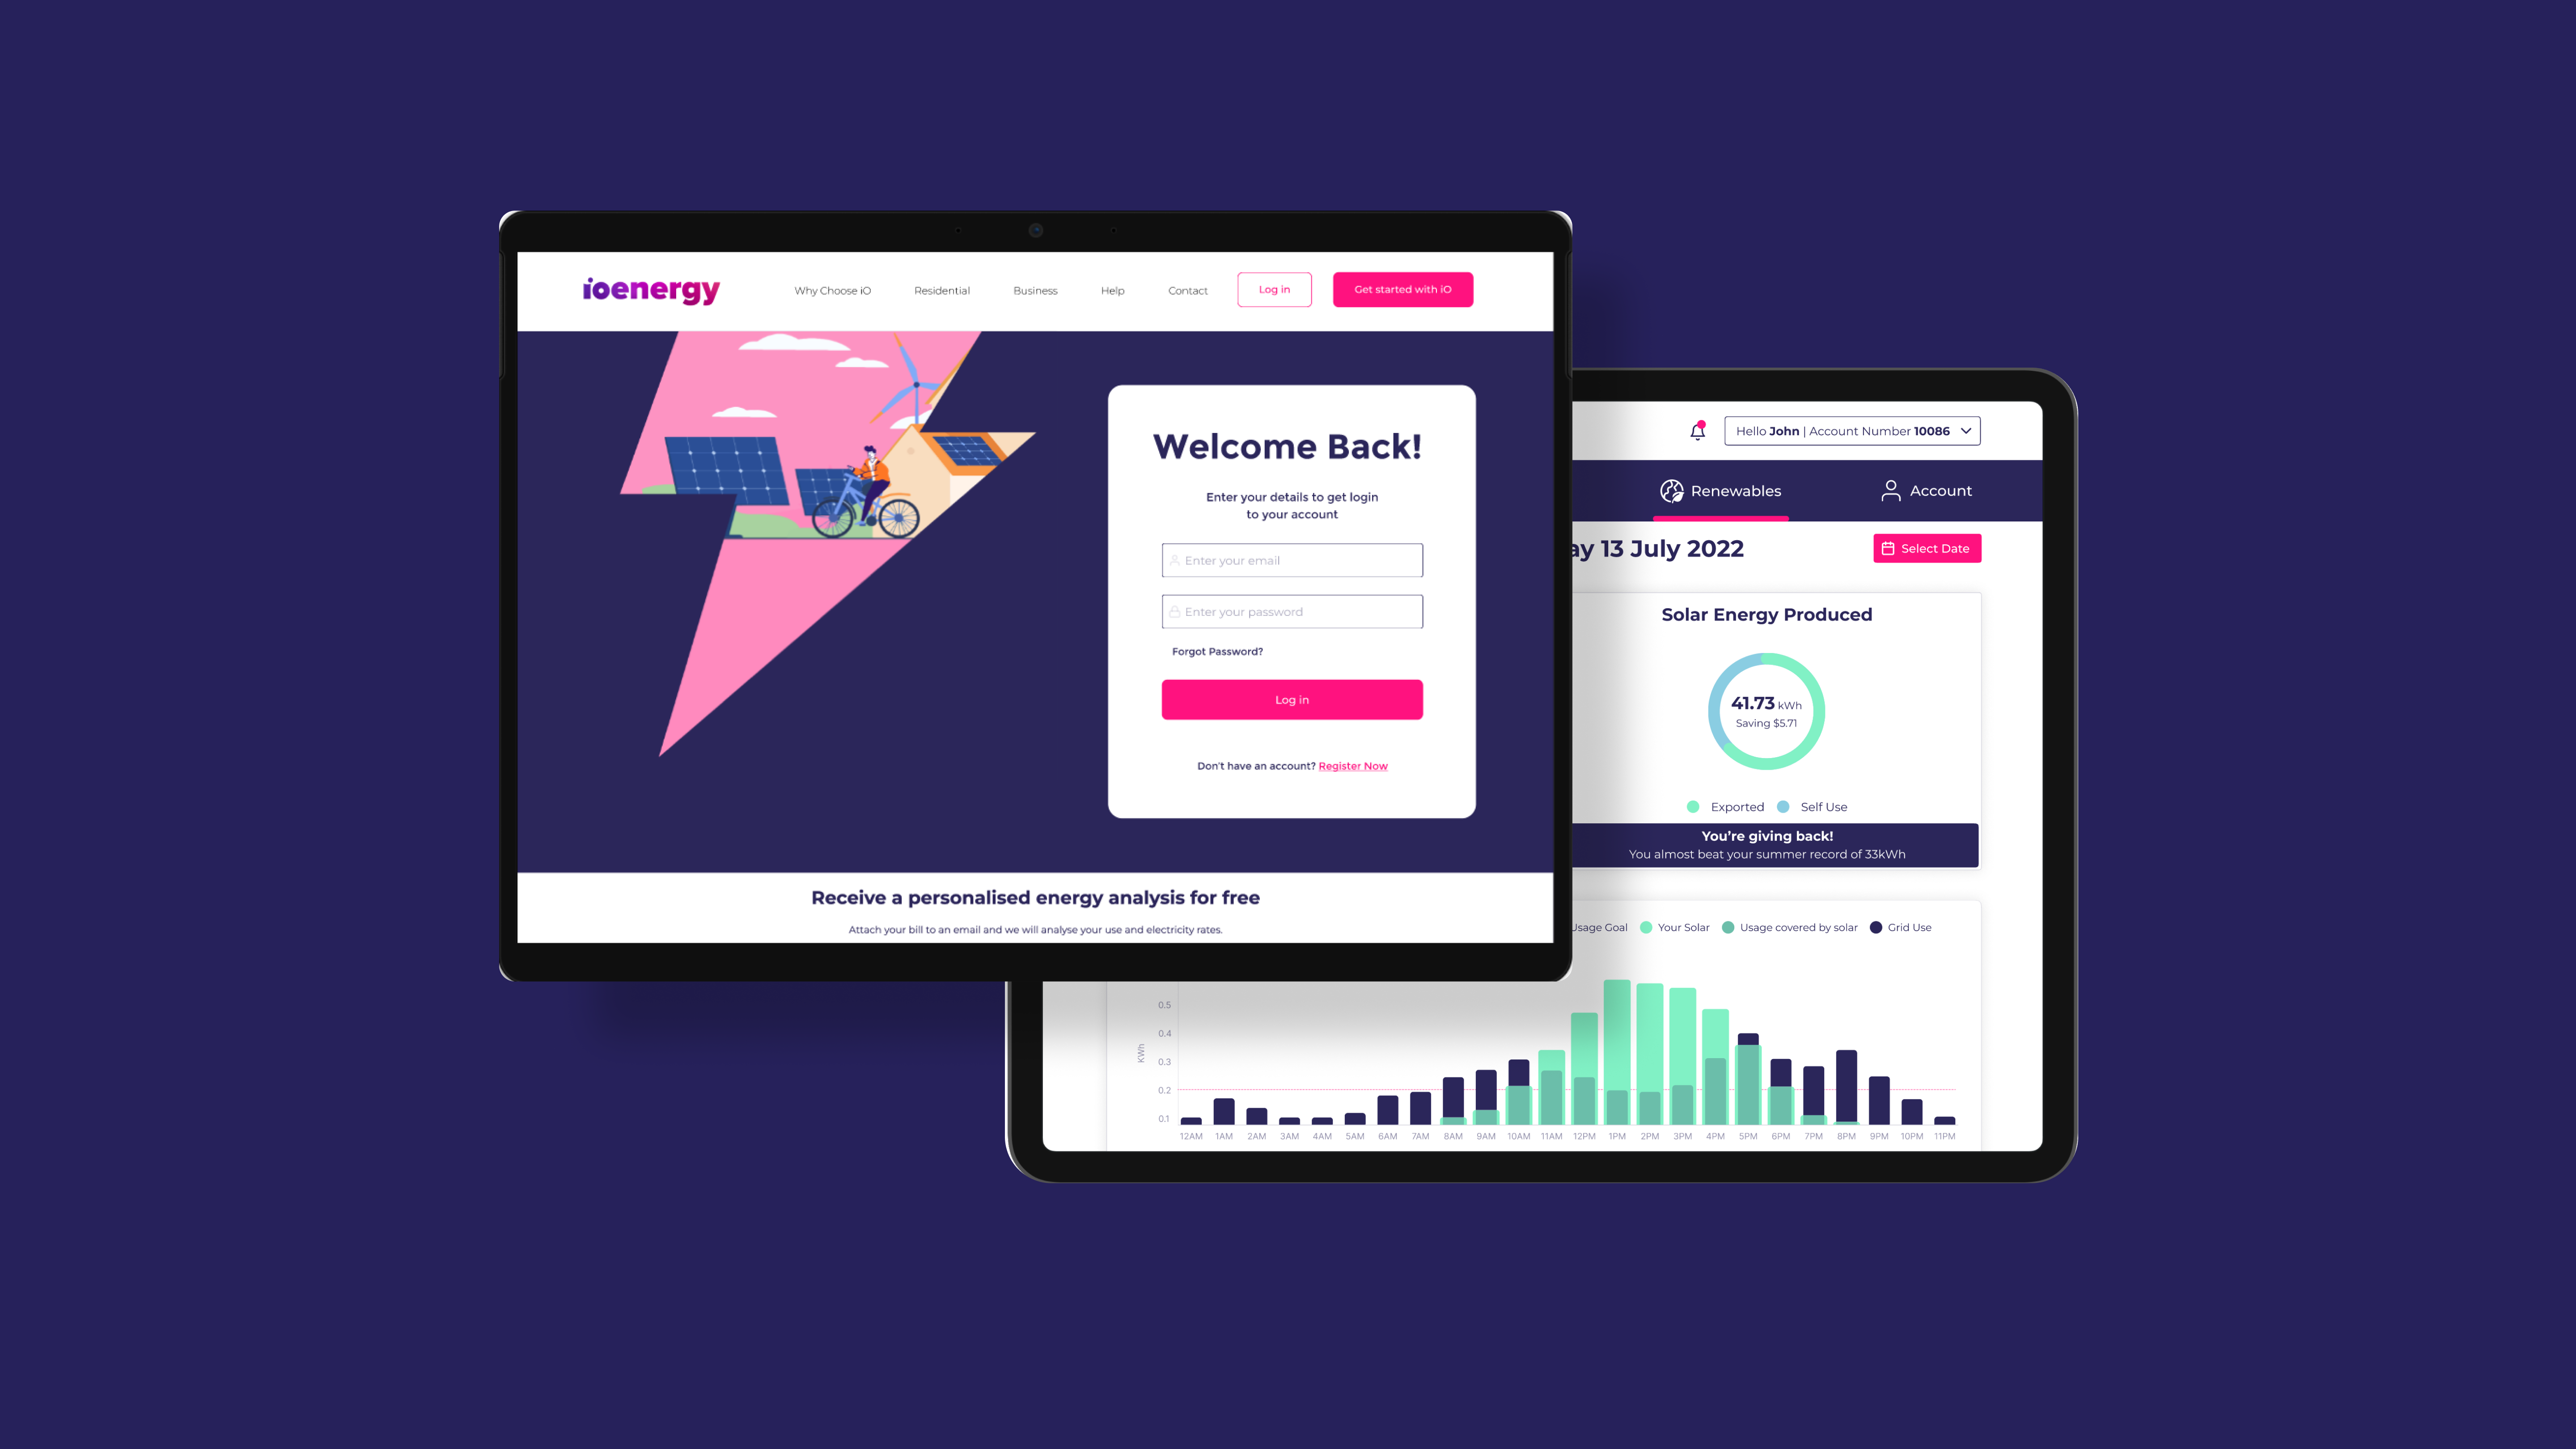 ioenergy
Why Choose iO
Residential
Business
Help
Contact
Log in
Get started with iO
Welcome Back!
Enter your details to get login
to your account
Enter your email
Enter your password
Forgot Password?
Log in
Don't have an account? Register Now
Receive a personalised energy analysis for free
Attach your bill to an email and we will analyse your use and electricity rates.
Hello John | Account Number 10086
Renewables
Account
ay 13 July 2022
Select Date
Solar Energy Produced
41.73 kWh
Saving $5.71
Exported
Self Use
You're giving back!
You almost beat your summer record of 33kWh
Usage Goal
Your Solar
Usage covered by solar
Grid Use
KWh
0.5
0.4
0.3
0.2
0.1
12AM 1AM 2AM 3AM 4AM 5AM 6AM 7AM 8AM 9AM 10AM 11AM 12PM 1PM 2PM 3PM 4PM 5PM 6PM 7PM 8PM 9PM 10PM 11PM